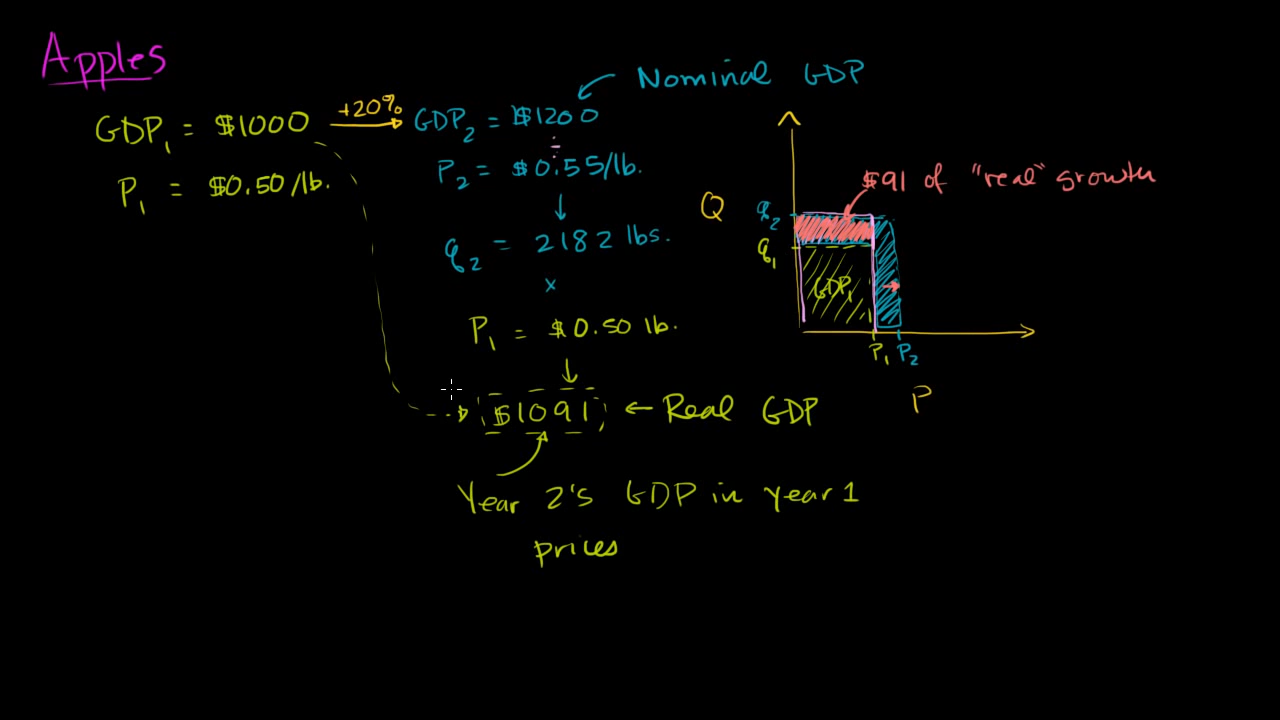 Apples
GDP₁ = $1000 +20% GDP₂ = $1200 Nominal GDP
÷
P₁ = $0.50/lb. P₂ = $0.55/lb.
q₂ = 2182 lbs.
x
P₁ = $0.50 lb.
$1091 ← Real GDP
Year 2's GDP in year 1
prices
$91 of "real" growth
Q
q₂
q₁
GDP₁
P₁ P₂
P